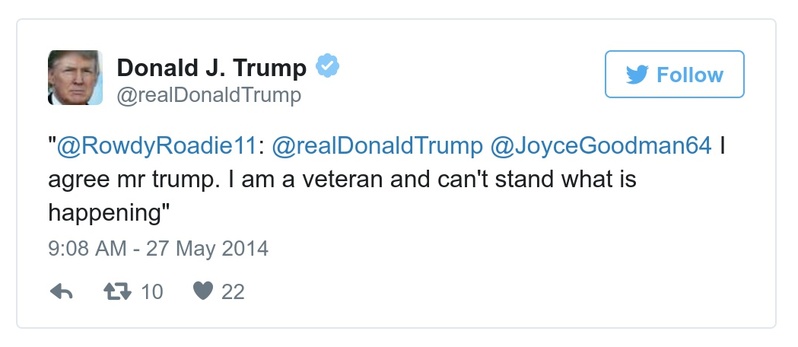 Donald J. Trump
@realDonaldTrump
Follow
"@RowdyRoadie11: @realDonaldTrump @JoyceGoodman64 I
agree mr trump. I am a veteran and can't stand what is
happening"
9:08 AM - 27 May 2014
10 22